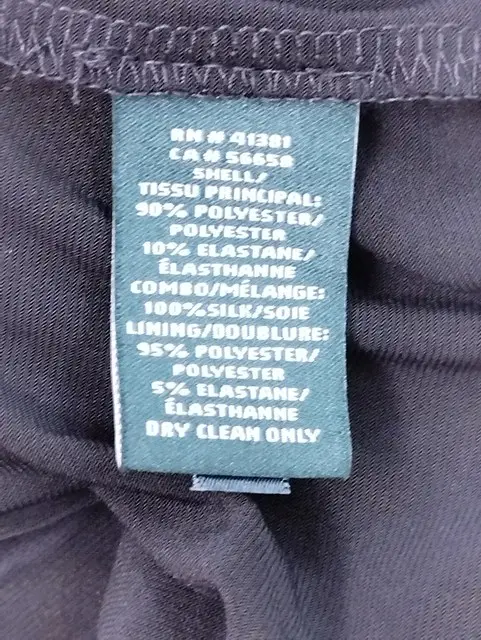 RN # 41381
CA # 56658
SHELL/
TISSU PRINCIPAL:
90% POLYESTER/
POLYESTER
10% ELASTANE/
ÉLASTHANNE
COMBO/MÉLANGE:
100%SILK/SOIE
LINING/DOUBLURE:
95% POLYESTER/
POLYESTER
5% ELASTANE/
ÉLASTHANNE
DRY CLEAN ONLY